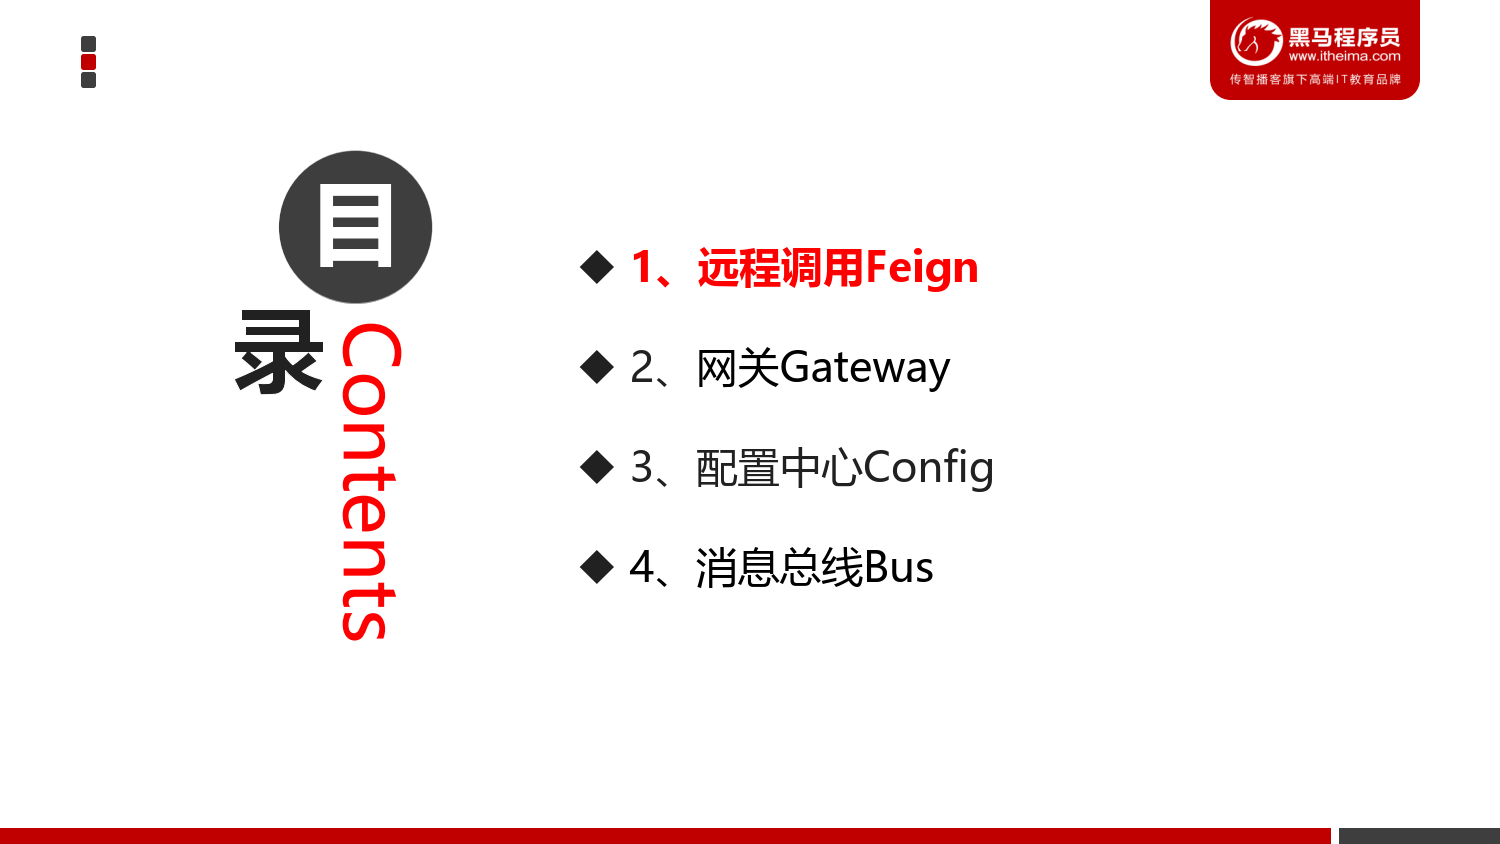 黑马程序员
www.itheima.com
传智播客旗下高端IT教育品牌
目录
Contents
◆ 1、远程调用Feign
◆ 2、网关Gateway
◆ 3、配置中心Config
◆ 4、消息总线Bus